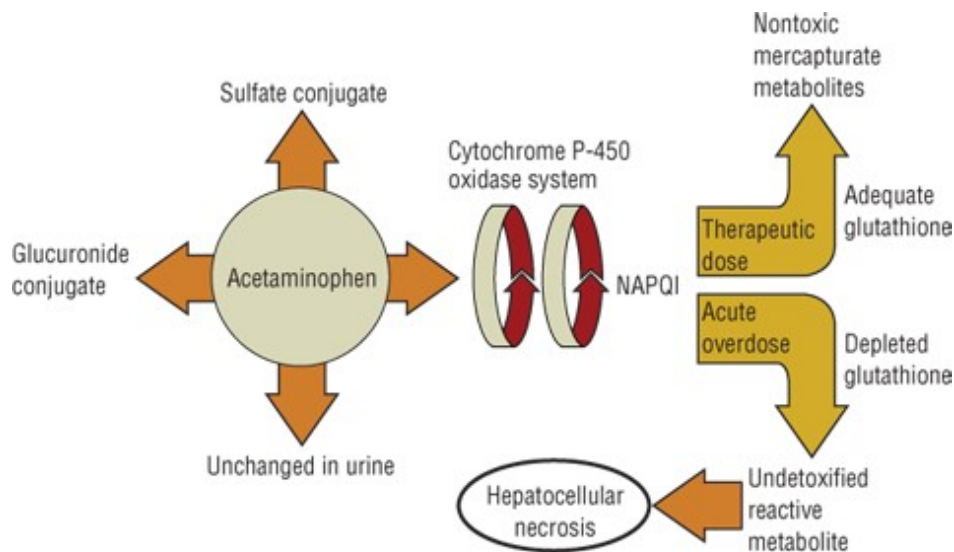 Sulfate conjugate
Glucuronide
conjugate
Acetaminophen
Unchanged in urine
Cytochrome P-450
oxidase system
NAPQI
Nontoxic
mercapturate
metabolites
Therapeutic
dose
Adequate
glutathione
Acute
overdose
Depleted
glutathione
Undetoxified
reactive
metabolite
Hepatocellular
necrosis